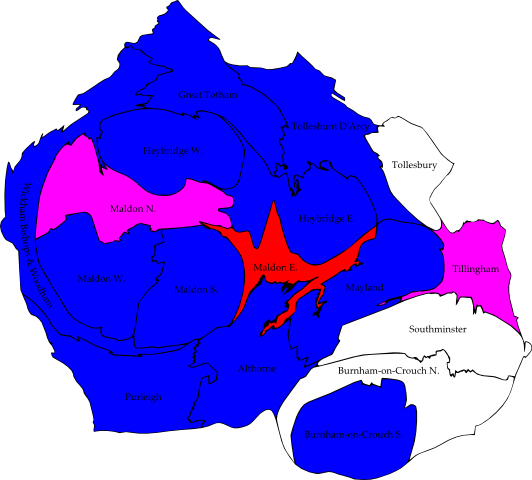 Great Totham
Tollesbury D'Arcy
Heybridge W.
Tollesbury
Maldon N.
Wickham Bishops & Woodham
Heybridge E.
Maldon E.
Tillingham
Maldon W.
Maldon S.
Mayland
Southminster
Althorne
Burnham-on-Crouch N.
Purleigh
Burnham-on-Crouch S.